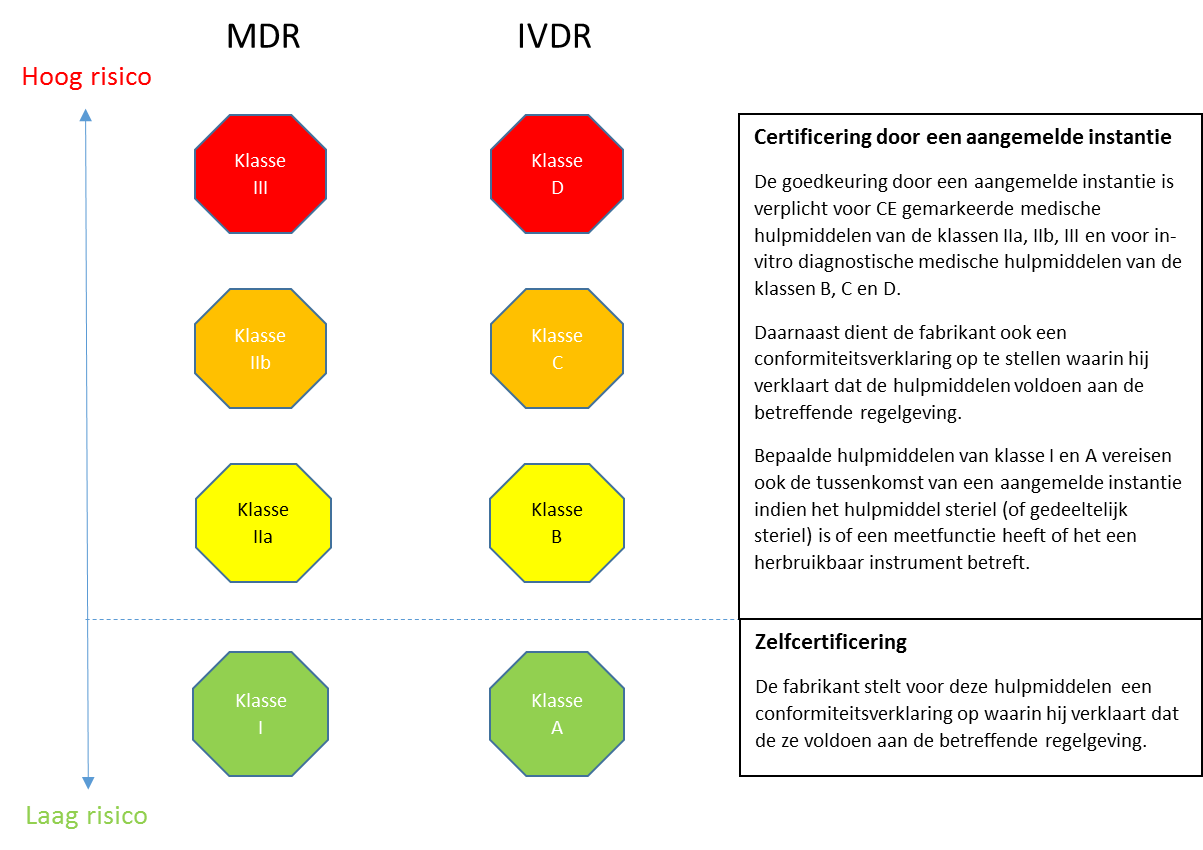 MDR
IVDR
Hoog risico
Klasse
III
Klasse
D
Klasse
IIb
Klasse
C
Klasse
IIa
Klasse
B
Klasse
I
Klasse
A
Laag risico
Certificering door een aangemelde instantie
De goedkeuring door een aangemelde instantie is
verplicht voor CE gemarkeerde medische
hulpmiddelen van de klassen IIa, IIb, III en voor in-
vitro diagnostische medische hulpmiddelen van de
klassen B, C en D.
Daarnaast dient de fabrikant ook een
conformiteitsverklaring op te stellen waarin hij
verklaart dat de hulpmiddelen voldoen aan de
betreffende regelgeving.
Bepaalde hulpmiddelen van klasse I en A vereisen
ook de tussenkomst van een aangemelde instantie
indien het hulpmiddel steriel (of gedeeltelijk
steriel) is of een meetfunctie heeft of het een
herbruikbaar instrument betreft.
Zelfcertificering
De fabrikant stelt voor deze hulpmiddelen een
conformiteitsverklaring op waarin hij verklaart dat
de ze voldoen aan de betreffende regelgeving.